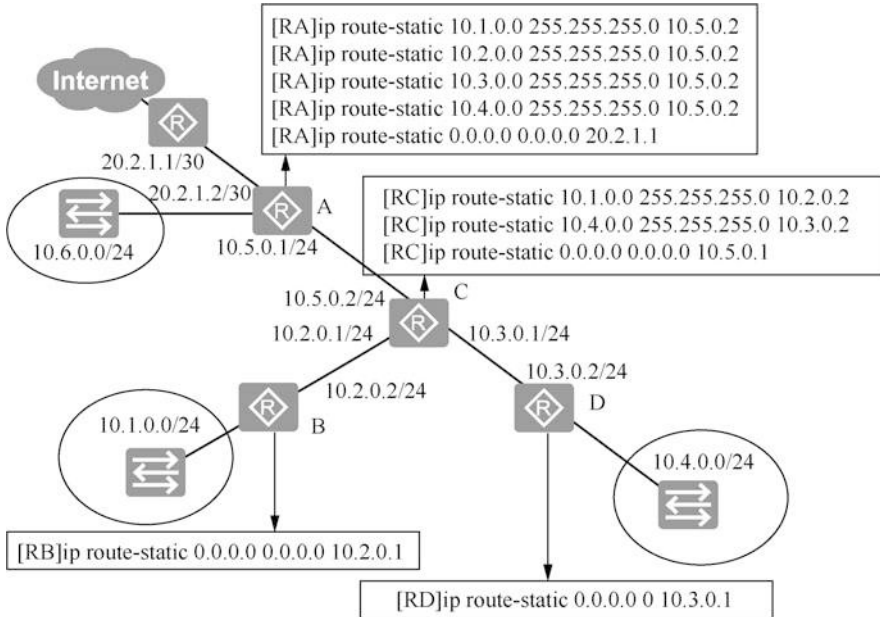 [RA]ip route-static 10.1.0.0 255.255.255.0 10.5.0.2
[RA]ip route-static 10.2.0.0 255.255.255.0 10.5.0.2
[RA]ip route-static 10.3.0.0 255.255.255.0 10.5.0.2
[RA]ip route-static 10.4.0.0 255.255.255.0 10.5.0.2
[RA]ip route-static 0.0.0.0 0.0.0.0 20.2.1.1
Internet
R
20.2.1.1/30
20.2.1.2/30
R
A
10.6.0.0/24
10.5.0.1/24
[RC]ip route-static 10.1.0.0 255.255.255.0 10.2.0.2
[RC]ip route-static 10.4.0.0 255.255.255.0 10.3.0.2
[RC]ip route-static 0.0.0.0 0.0.0.0 10.5.0.1
10.5.0.2/24
C
R
10.2.0.1/24
10.3.0.1/24
10.2.0.2/24
10.3.0.2/24
R
B
R
D
10.1.0.0/24
10.4.0.0/24
[RB]ip route-static 0.0.0.0 0.0.0.0 10.2.0.1
[RD]ip route-static 0.0.0.0 0 10.3.0.1